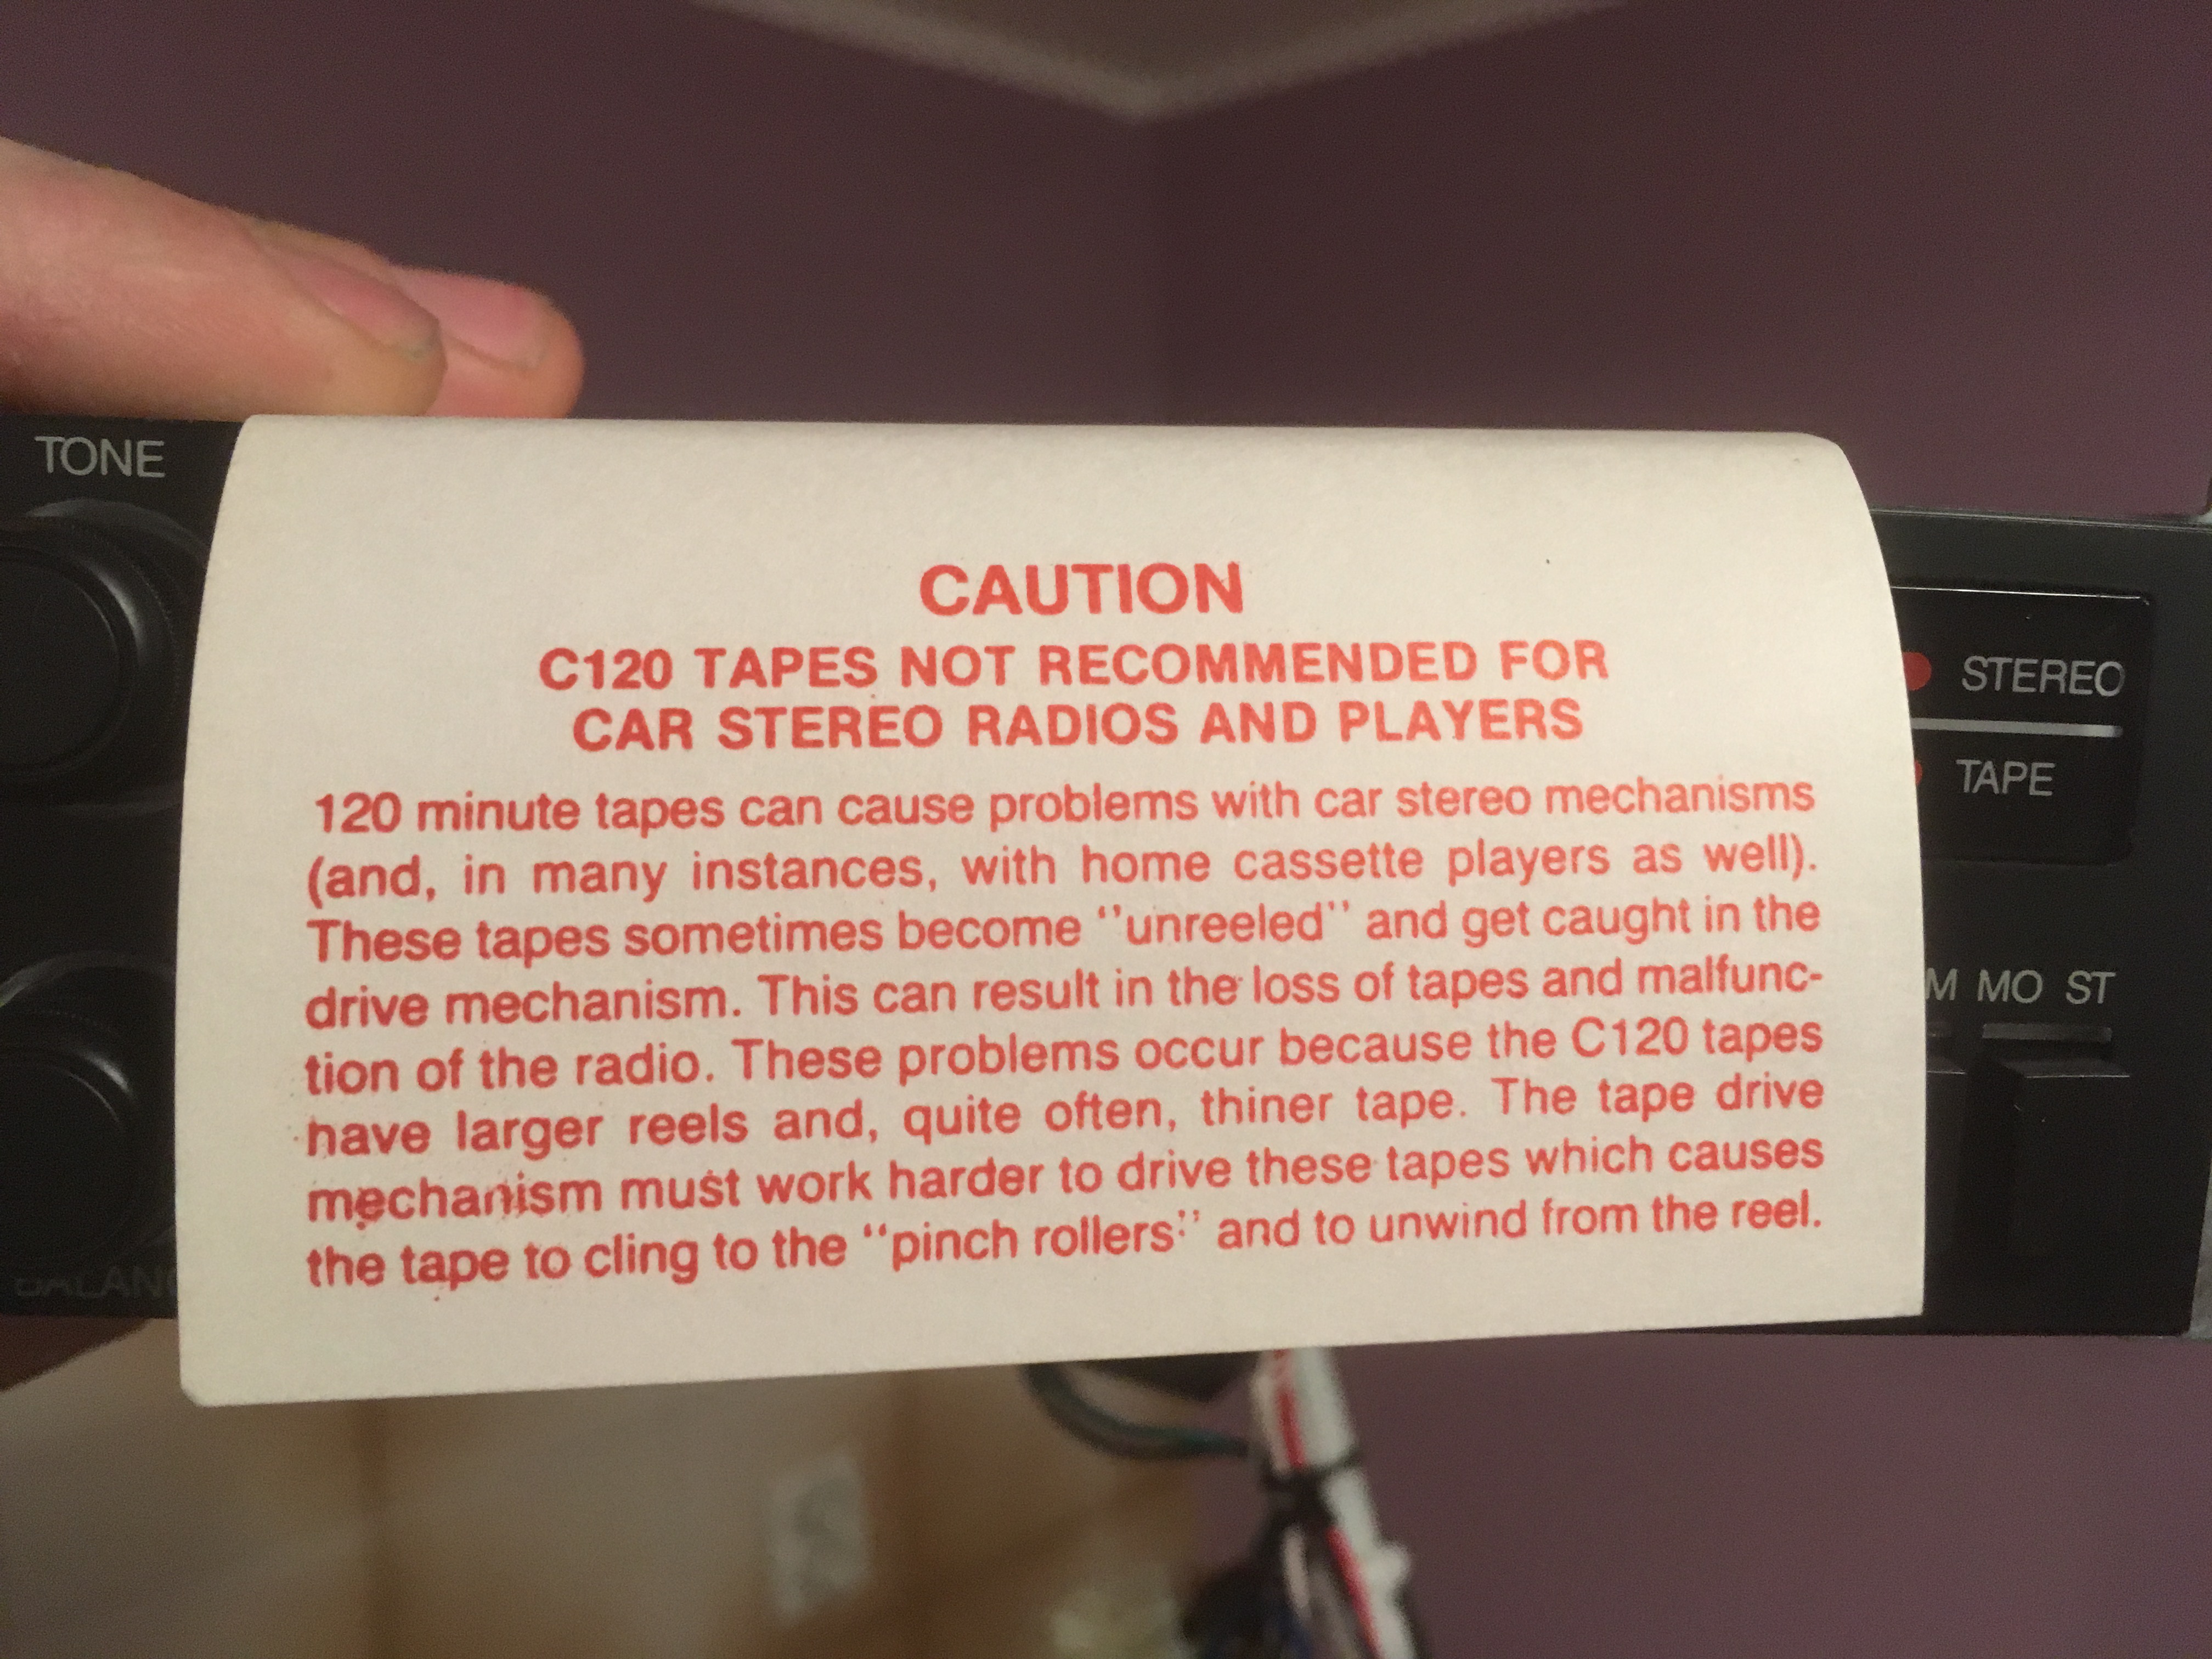 TONE
CAUTION
C120 TAPES NOT RECOMMENDED FOR
CAR STEREO RADIOS AND PLAYERS
120 minute tapes can cause problems with car stereo mechanisms
(and, in many instances, with home cassette players as well).
These tapes sometimes become ''unreeled'' and get caught in the
drive mechanism. This can result in the loss of tapes and malfunc-
tion of the radio. These problems occur because the C120 tapes
have larger reels and, quite often, thiner tape. The tape drive
mechanism must work harder to drive these tapes which causes
the tape to cling to the ''pinch rollers'' and to unwind from the reel.
STEREO
TAPE
MO ST